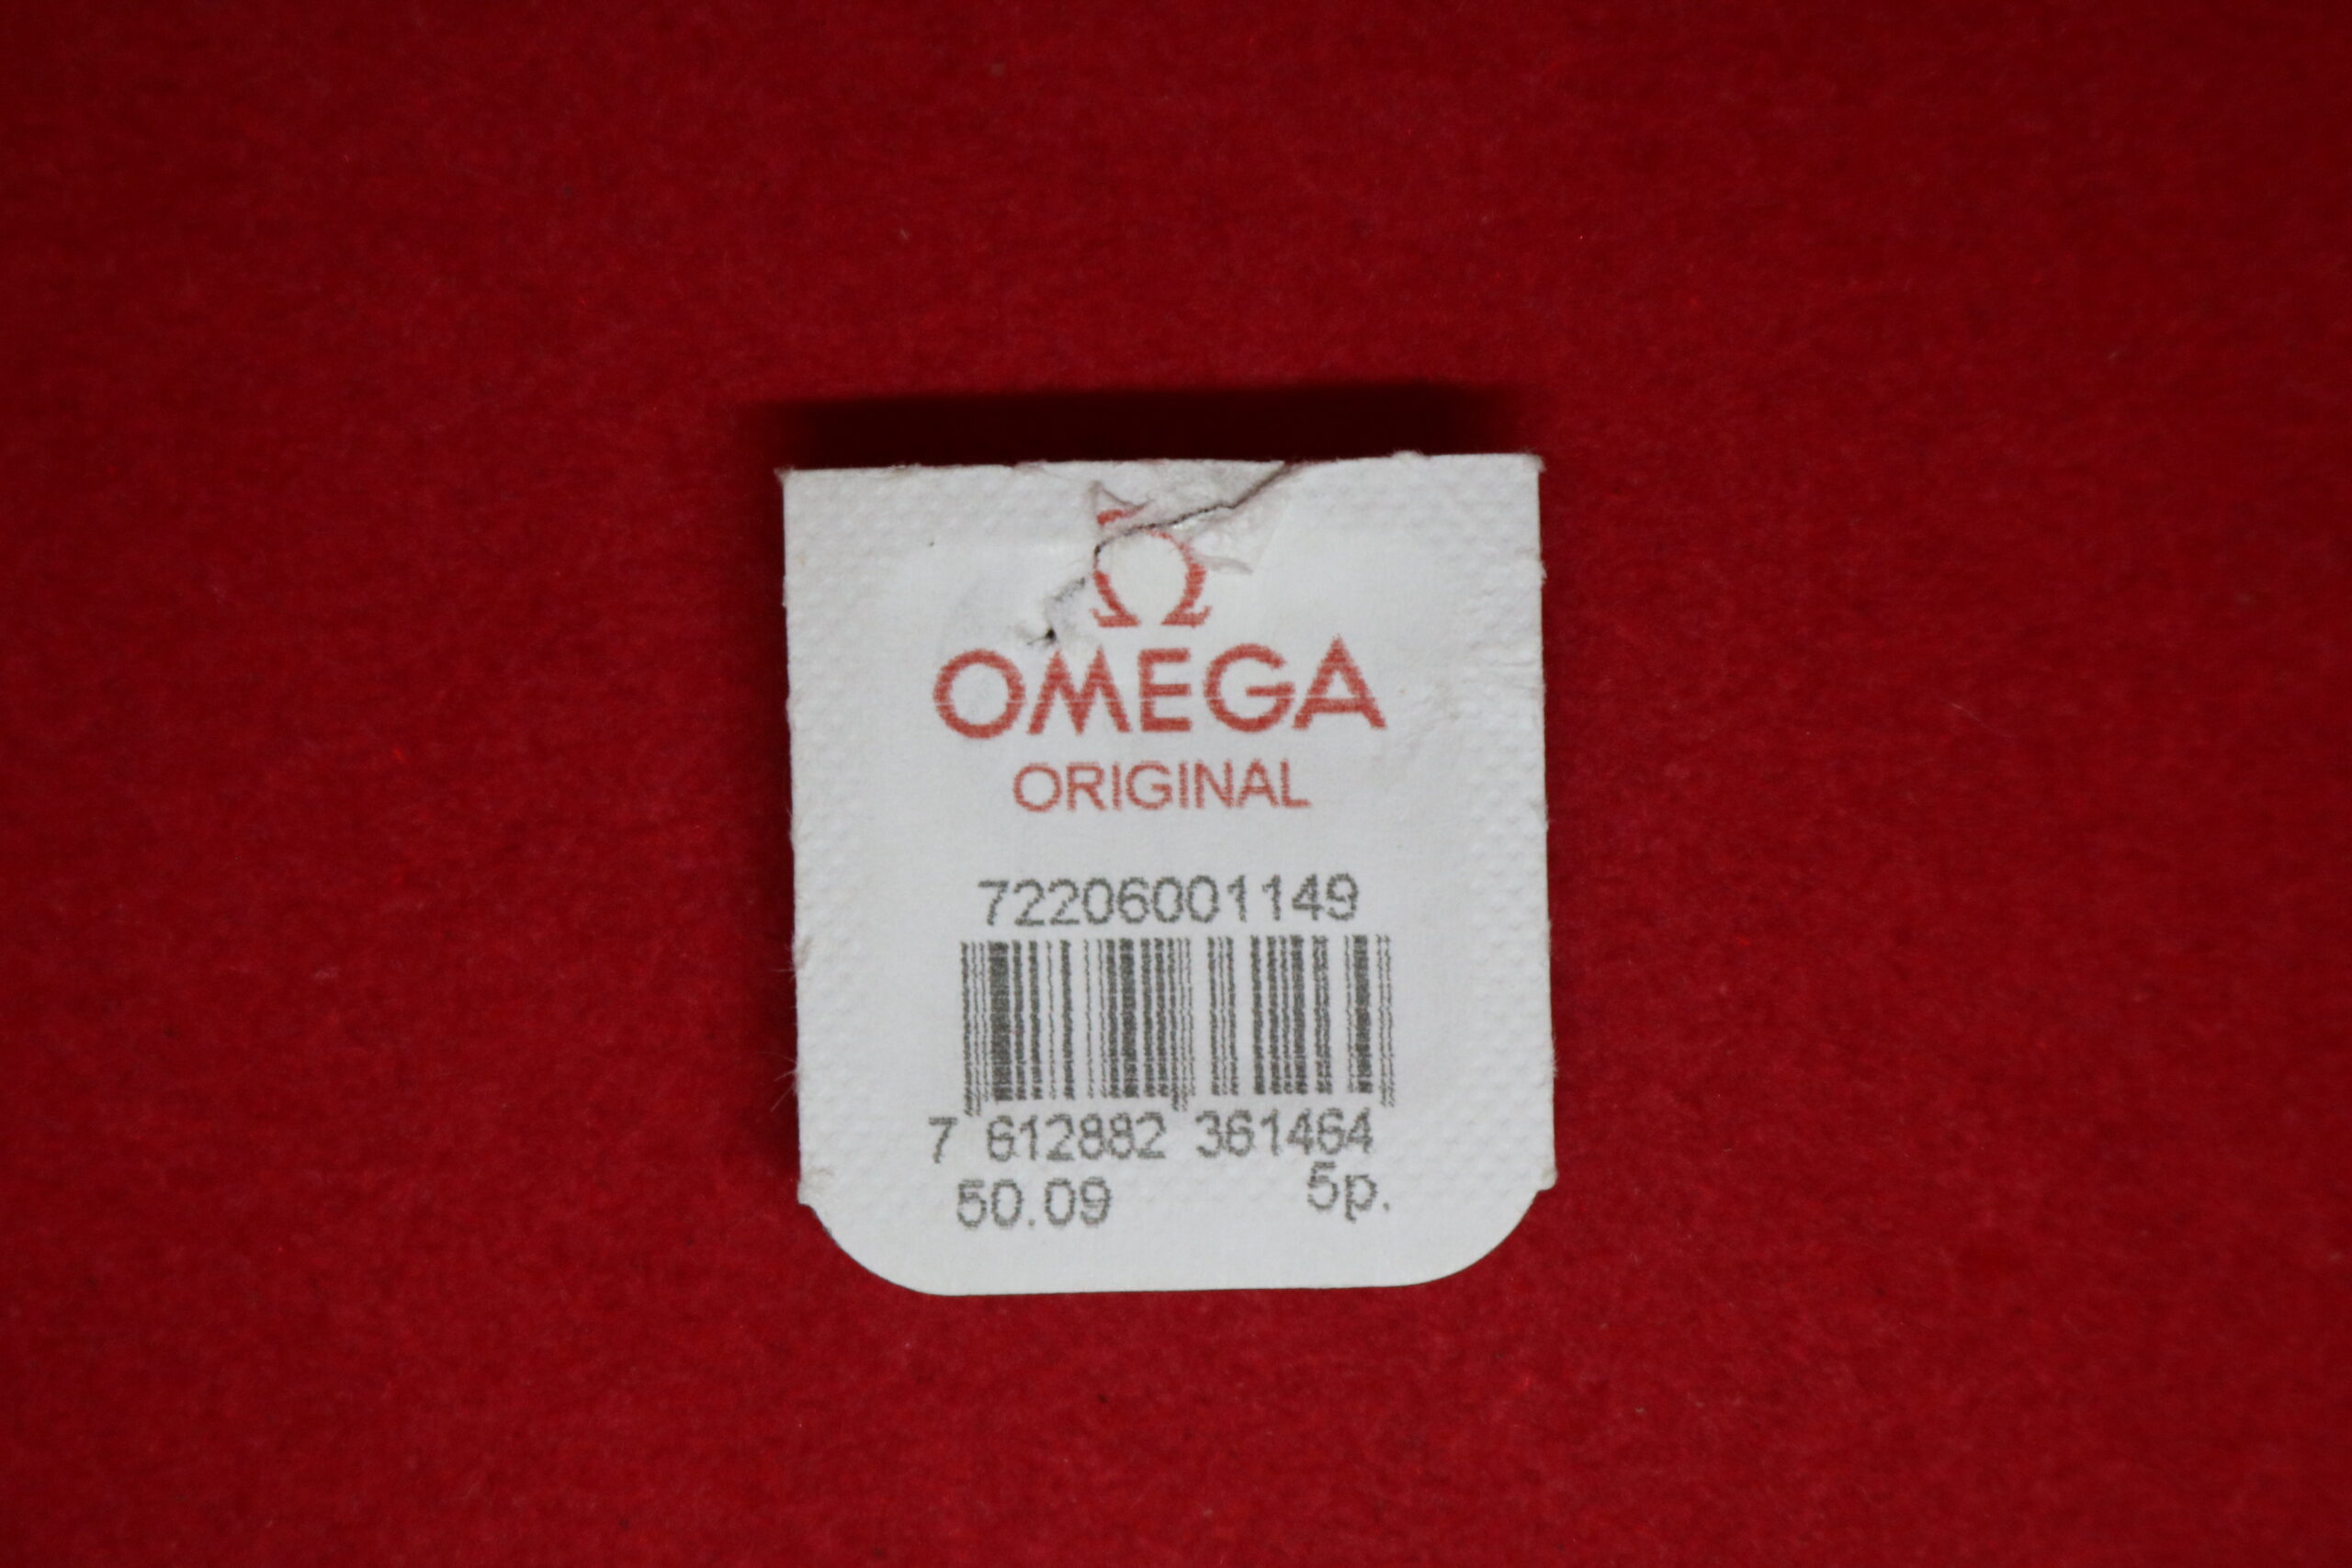 Ω
OMEGA
ORIGINAL
72206001149
7 612882 361464
50.09 5p.